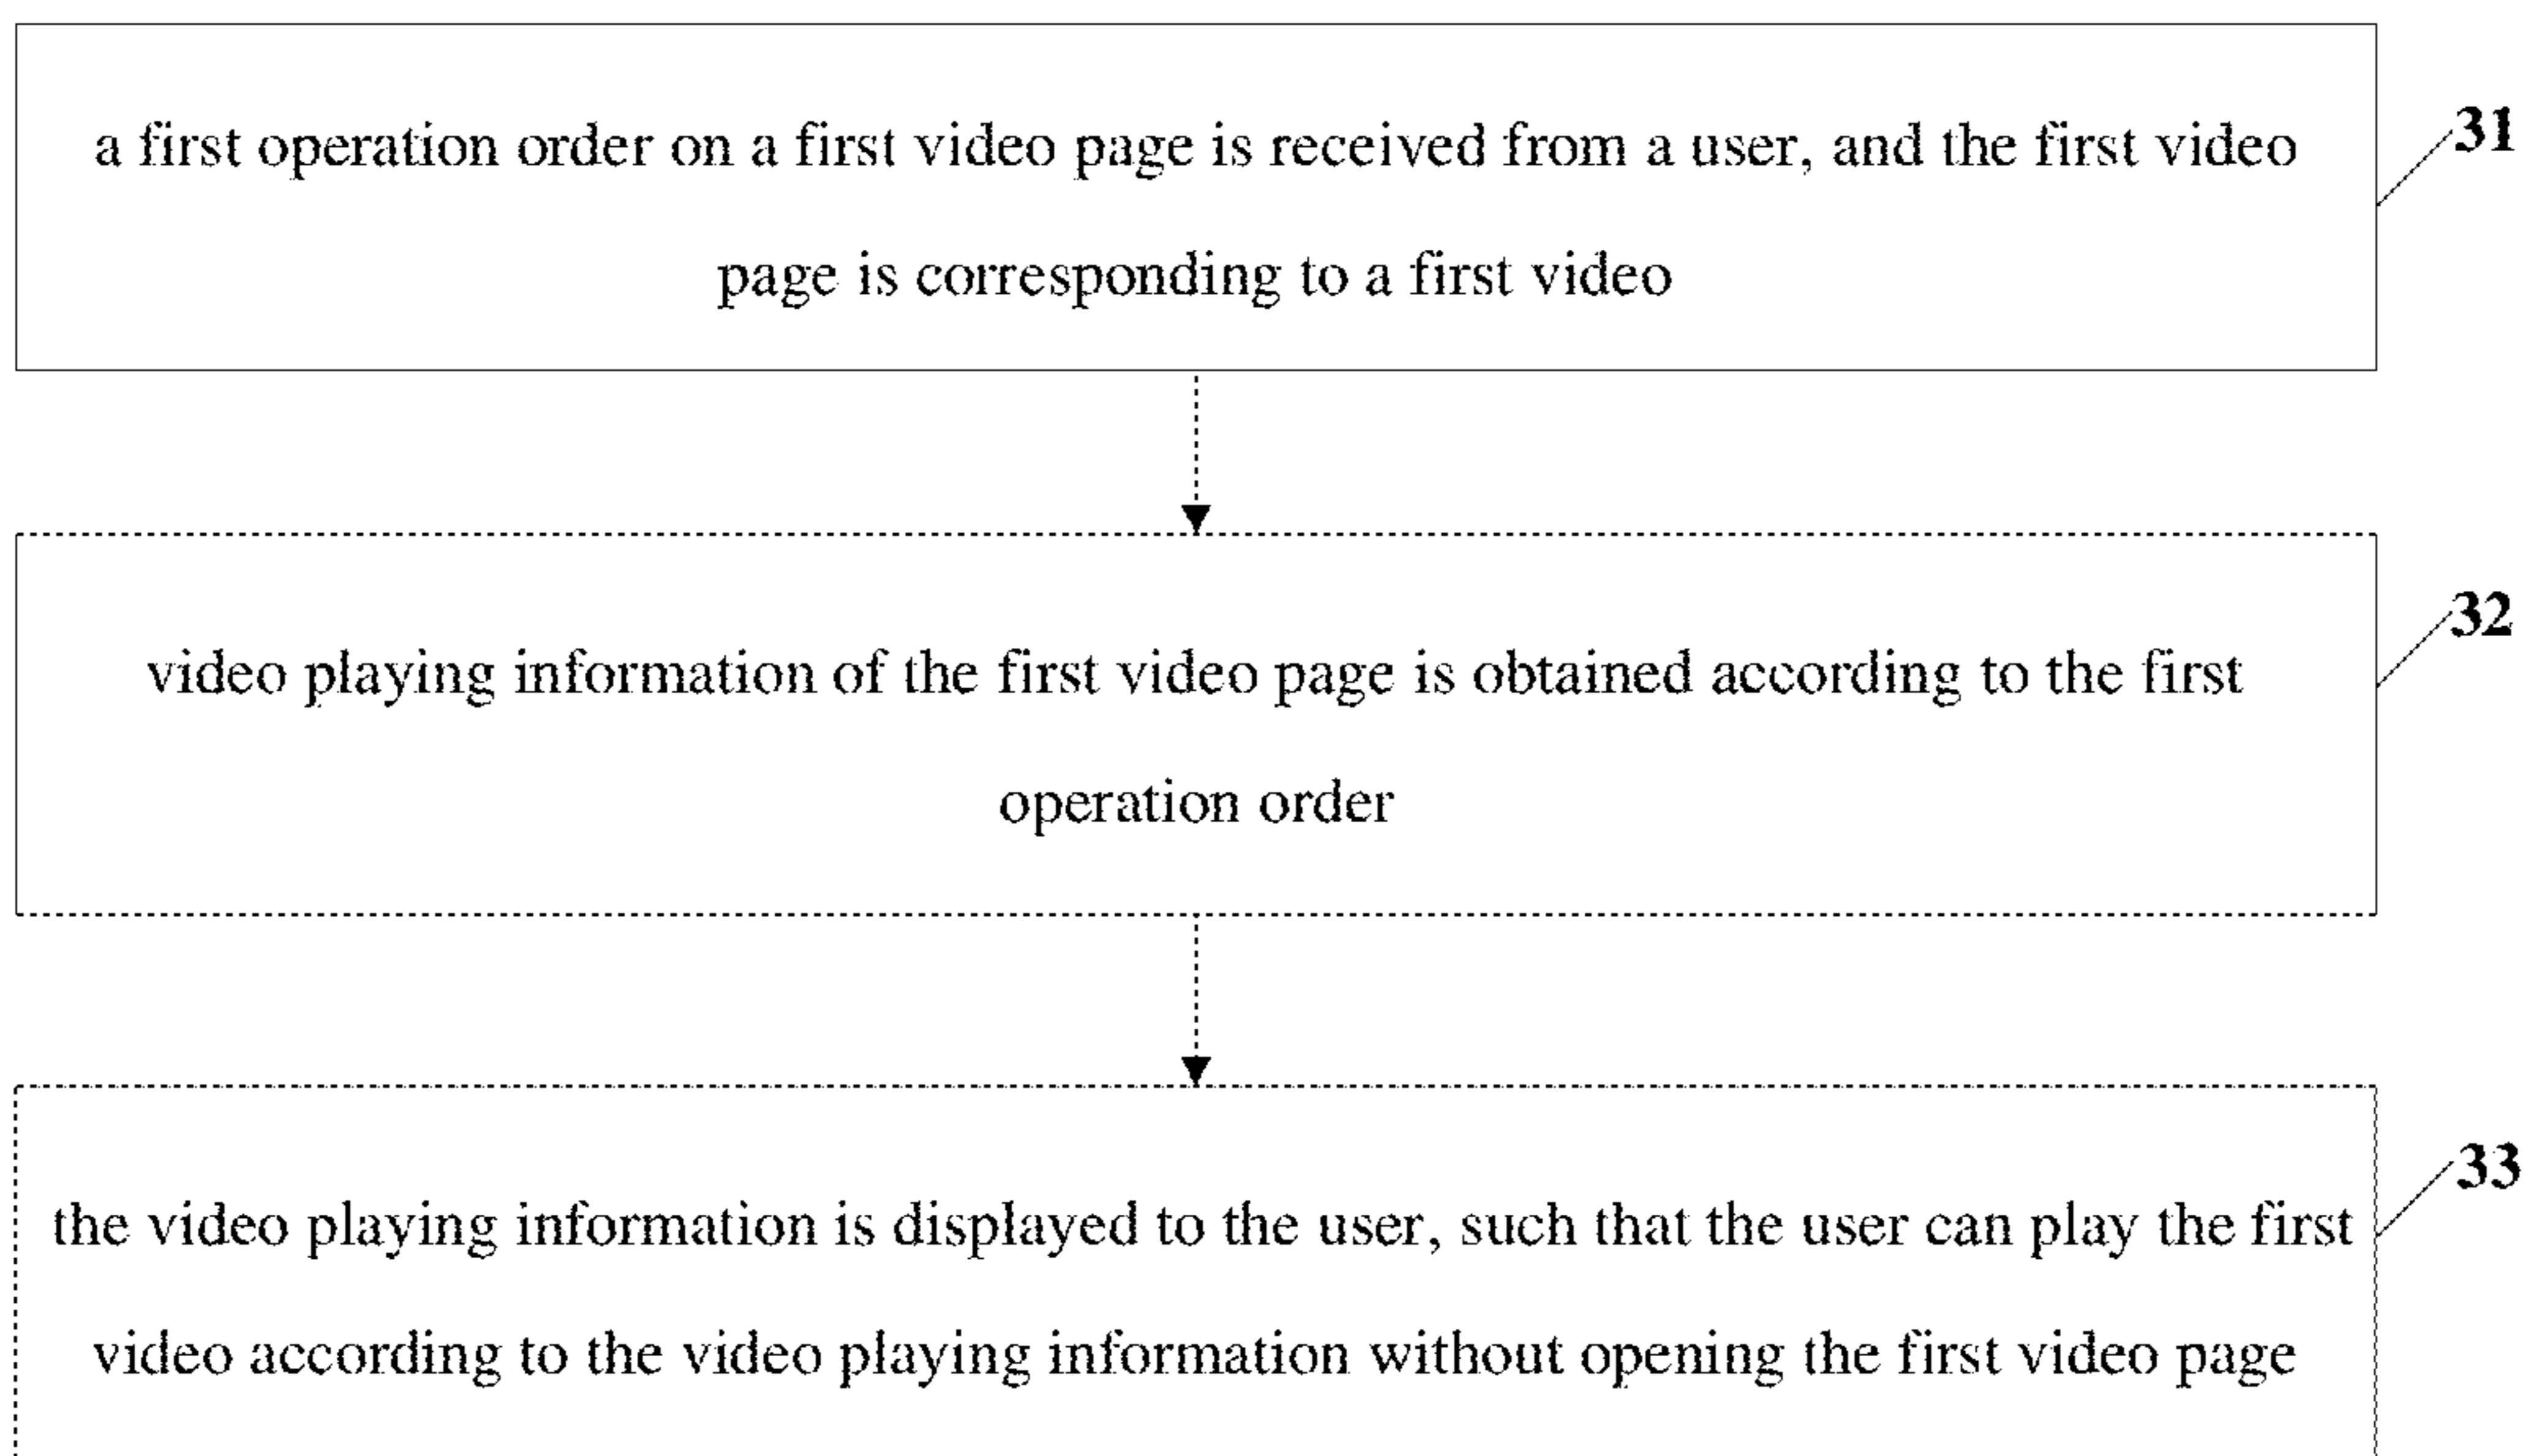 a first operation order on a first video page is received from a user, and the first video
page is corresponding to a first video
31
video playing information of the first video page is obtained according to the first
operation order
32
the video playing information is displayed to the user, such that the user can play the first
video according to the video playing information without opening the first video page
33